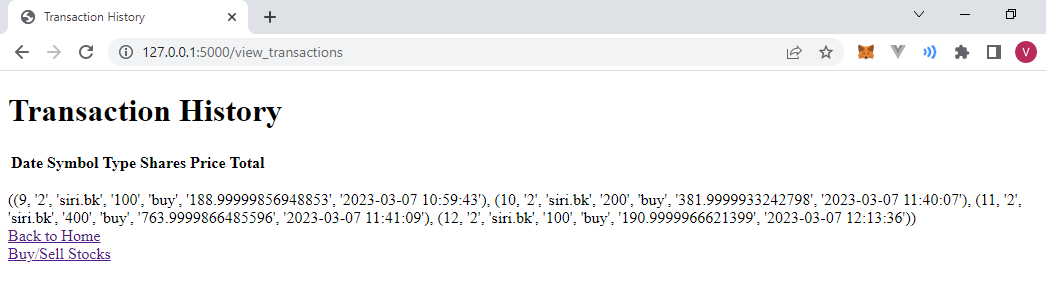 Transaction History
127.0.0.1:5000/view_transactions
V
Transaction History
Date Symbol Type Shares Price Total
((9, '2', 'siri.bk', '100', 'buy', '188.99999856948853', '2023-03-07 10:59:43'), (10, '2', 'siri.bk', '200', 'buy', '381.9999933242798', '2023-03-07 11:40:07'), (11, '2',
'siri.bk', '400', 'buy', '763.9999866485596', '2023-03-07 11:41:09'), (12, '2', 'siri.bk', '100', 'buy', '190.9999966621399', '2023-03-07 12:13:36'))
Back to Home
Buy/Sell Stocks